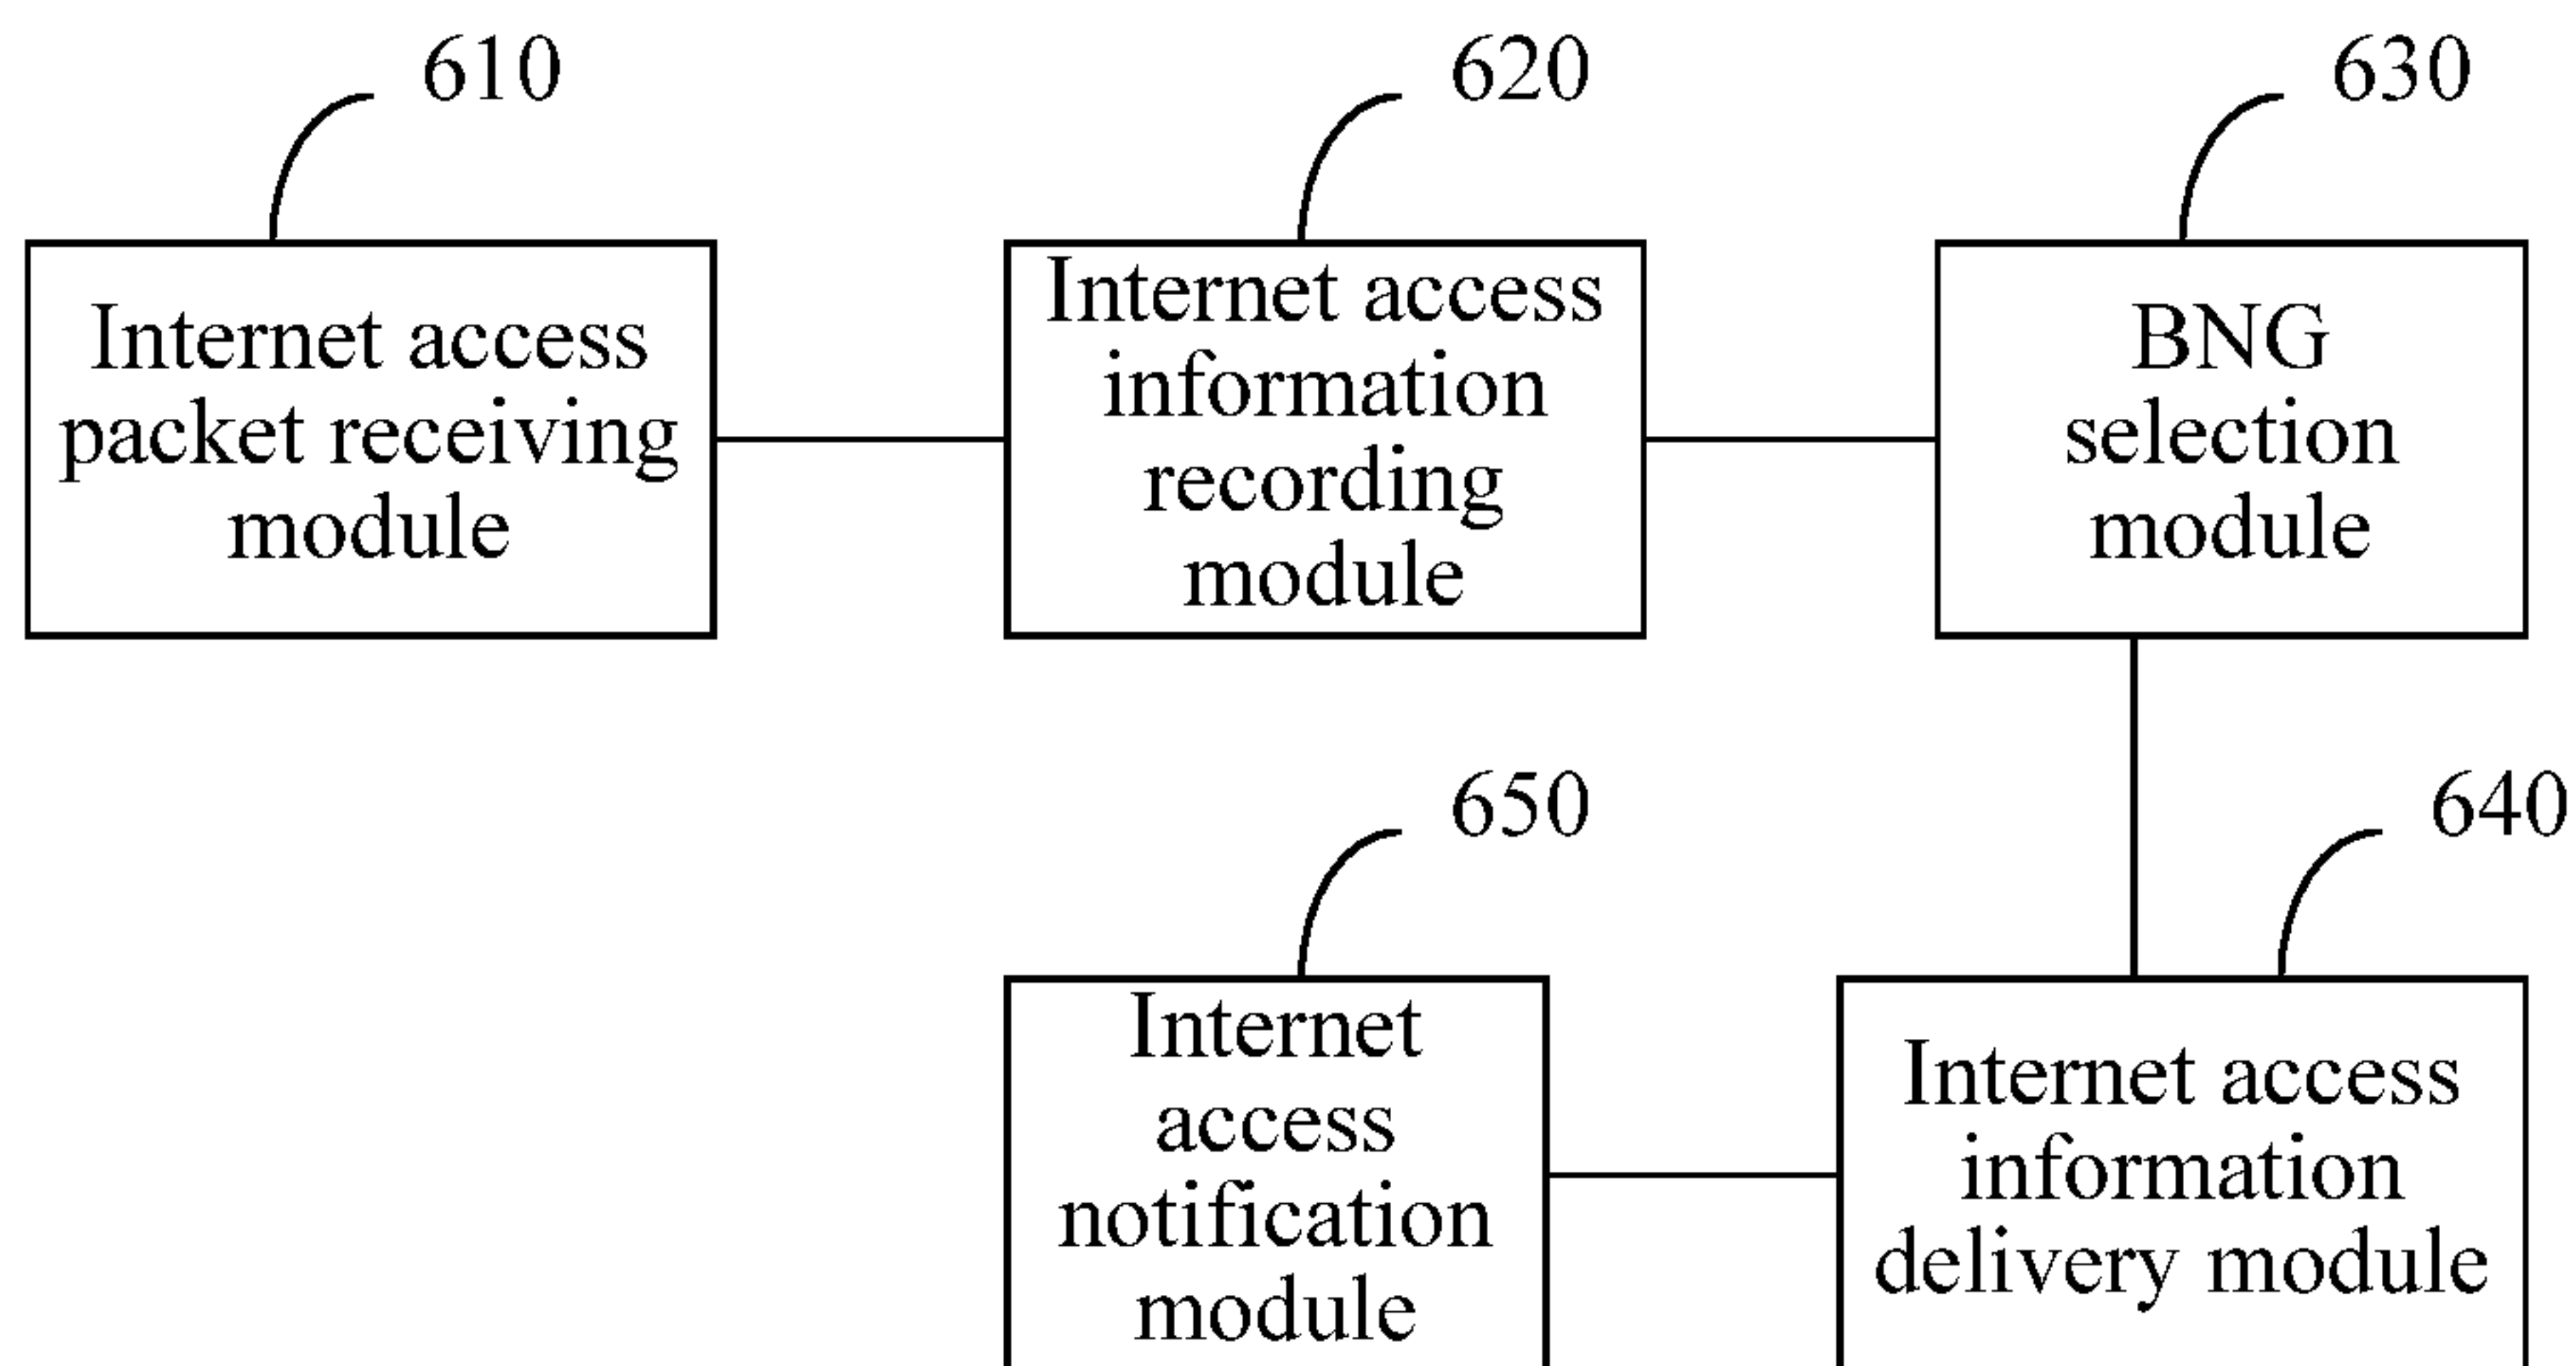 610
620
630
Internet access
packet receiving
module
Internet access
information
recording
module
BNG
selection
module
650
640
Internet
access
notification
module
Internet access
information
delivery module